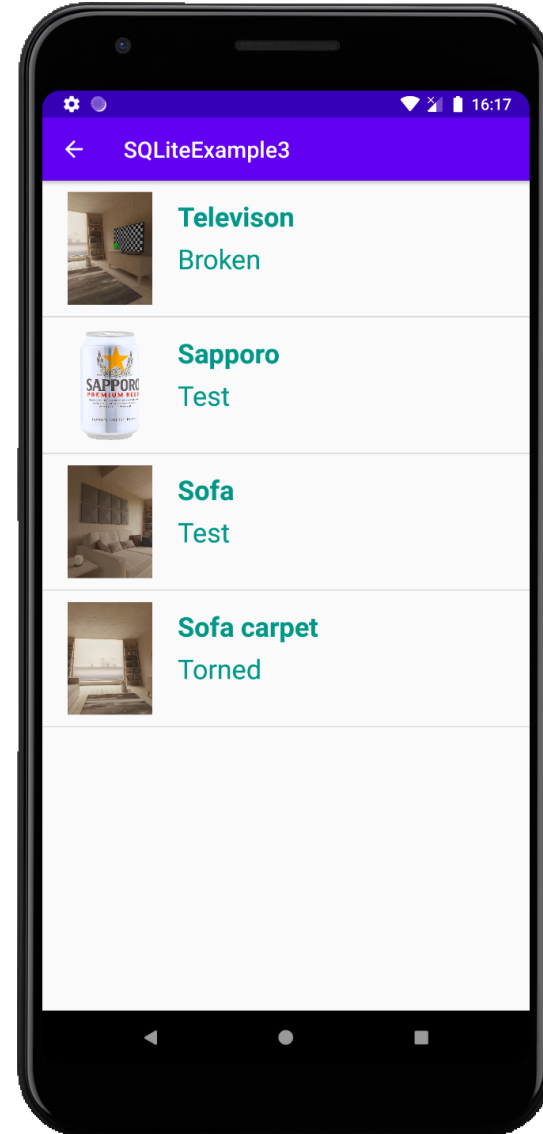 16:17
SQLiteExample3
Televison
Broken
Sapporo
Test
SAPPORO
PREMIUM BEER
Sofa
Test
Sofa carpet
Torned